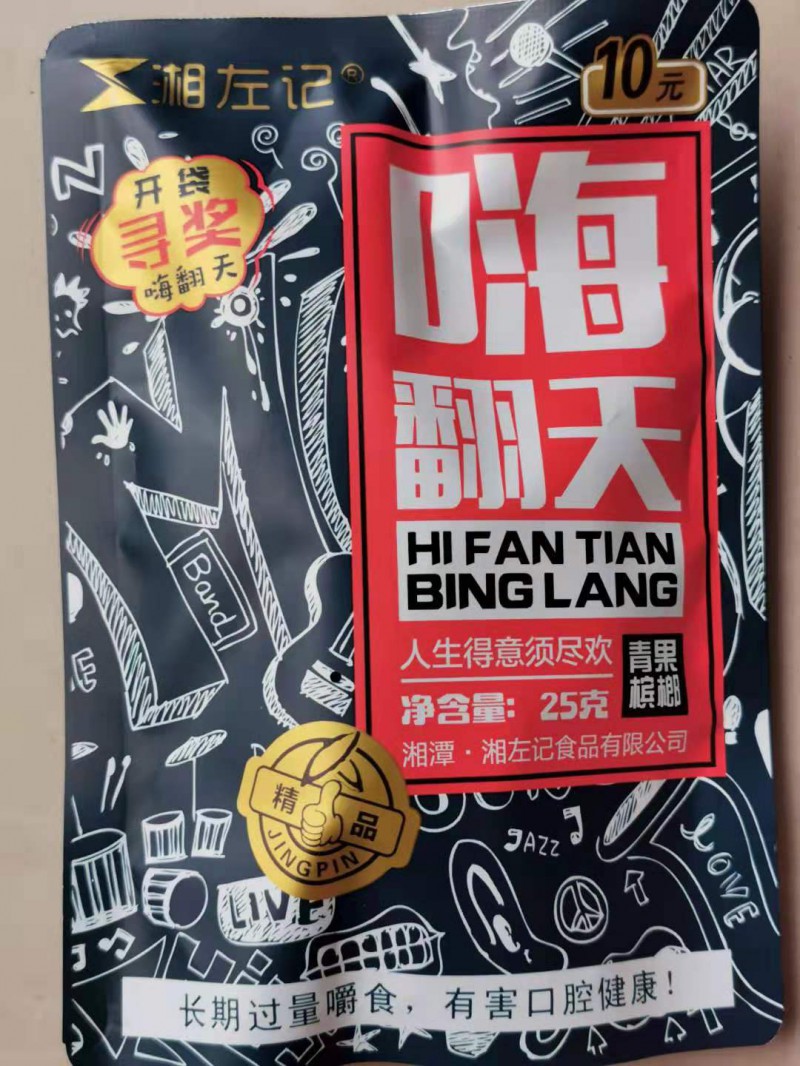 湘左记®
10元
开袋
寻奖
嗨翻天
嗨
翻天
HI FAN TIAN
BING LANG
人生得意须尽欢
青果
槟榔
净含量: 25克
湘潭·湘左记食品有限公司
Band
精品
JINGPIN
JAZZ
LOVE
LIVE
长期过量嚼食，有害口腔健康!